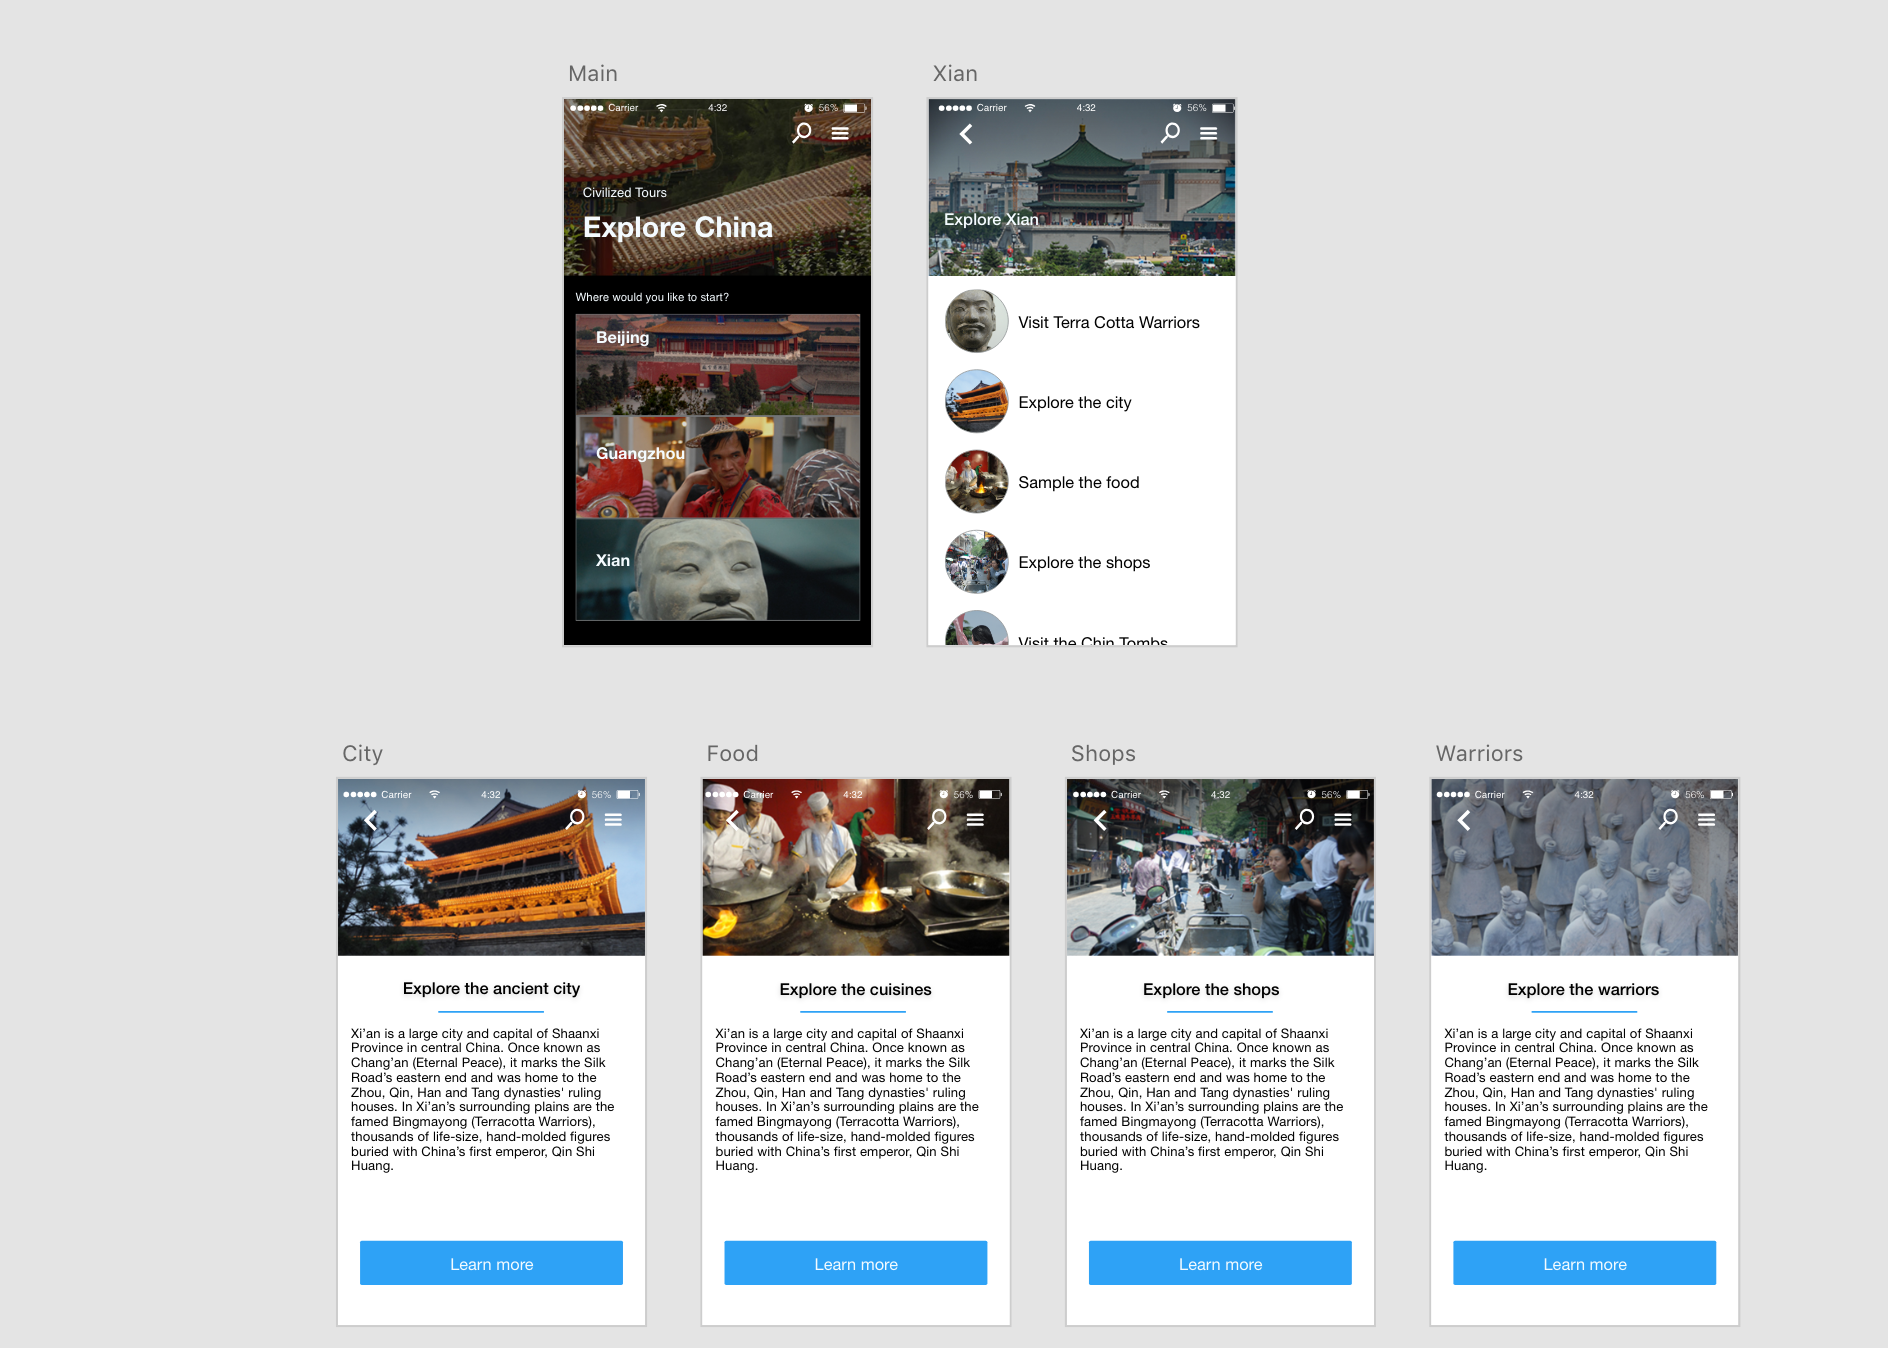 Main
Carrier 4:32 56%
Civilized Tours
Explore China
Where would you like to start?
Beijing
Guangzhou
Xian
Xian
Carrier 4:32 56%
Explore Xian
Visit Terra Cotta Warriors
Explore the city
Sample the food
Explore the shops
Visit the Chin Tombs
City
Carrier 4:32 56%
Explore the ancient city
Xi'an is a large city and capital of Shaanxi
Province in central China. Once known as
Chang'an (Eternal Peace), it marks the Silk
Road's eastern end and was home to the
Zhou, Qin, Han and Tang dynasties' ruling
houses. In Xi'an's surrounding plains are the
famed Bingmayong (Terracotta Warriors),
thousands of life-size, hand-molded figures
buried with China's first emperor, Qin Shi
Huang.
Learn more
Food
Carrier 4:32 56%
Explore the cuisines
Xi'an is a large city and capital of Shaanxi
Province in central China. Once known as
Chang'an (Eternal Peace), it marks the Silk
Road's eastern end and was home to the
Zhou, Qin, Han and Tang dynasties' ruling
houses. In Xi'an's surrounding plains are the
famed Bingmayong (Terracotta Warriors),
thousands of life-size, hand-molded figures
buried with China's first emperor, Qin Shi
Huang.
Learn more
Shops
Carrier 4:32 56%
Explore the shops
Xi'an is a large city and capital of Shaanxi
Province in central China. Once known as
Chang'an (Eternal Peace), it marks the Silk
Road's eastern end and was home to the
Zhou, Qin, Han and Tang dynasties' ruling
houses. In Xi'an's surrounding plains are the
famed Bingmayong (Terracotta Warriors),
thousands of life-size, hand-molded figures
buried with China's first emperor, Qin Shi
Huang.
Learn more
Warriors
Carrier 4:32 56%
Explore the warriors
Xi'an is a large city and capital of Shaanxi
Province in central China. Once known as
Chang'an (Eternal Peace), it marks the Silk
Road's eastern end and was home to the
Zhou, Qin, Han and Tang dynasties' ruling
houses. In Xi'an's surrounding plains are the
famed Bingmayong (Terracotta Warriors),
thousands of life-size, hand-molded figures
buried with China's first emperor, Qin Shi
Huang.
Learn more